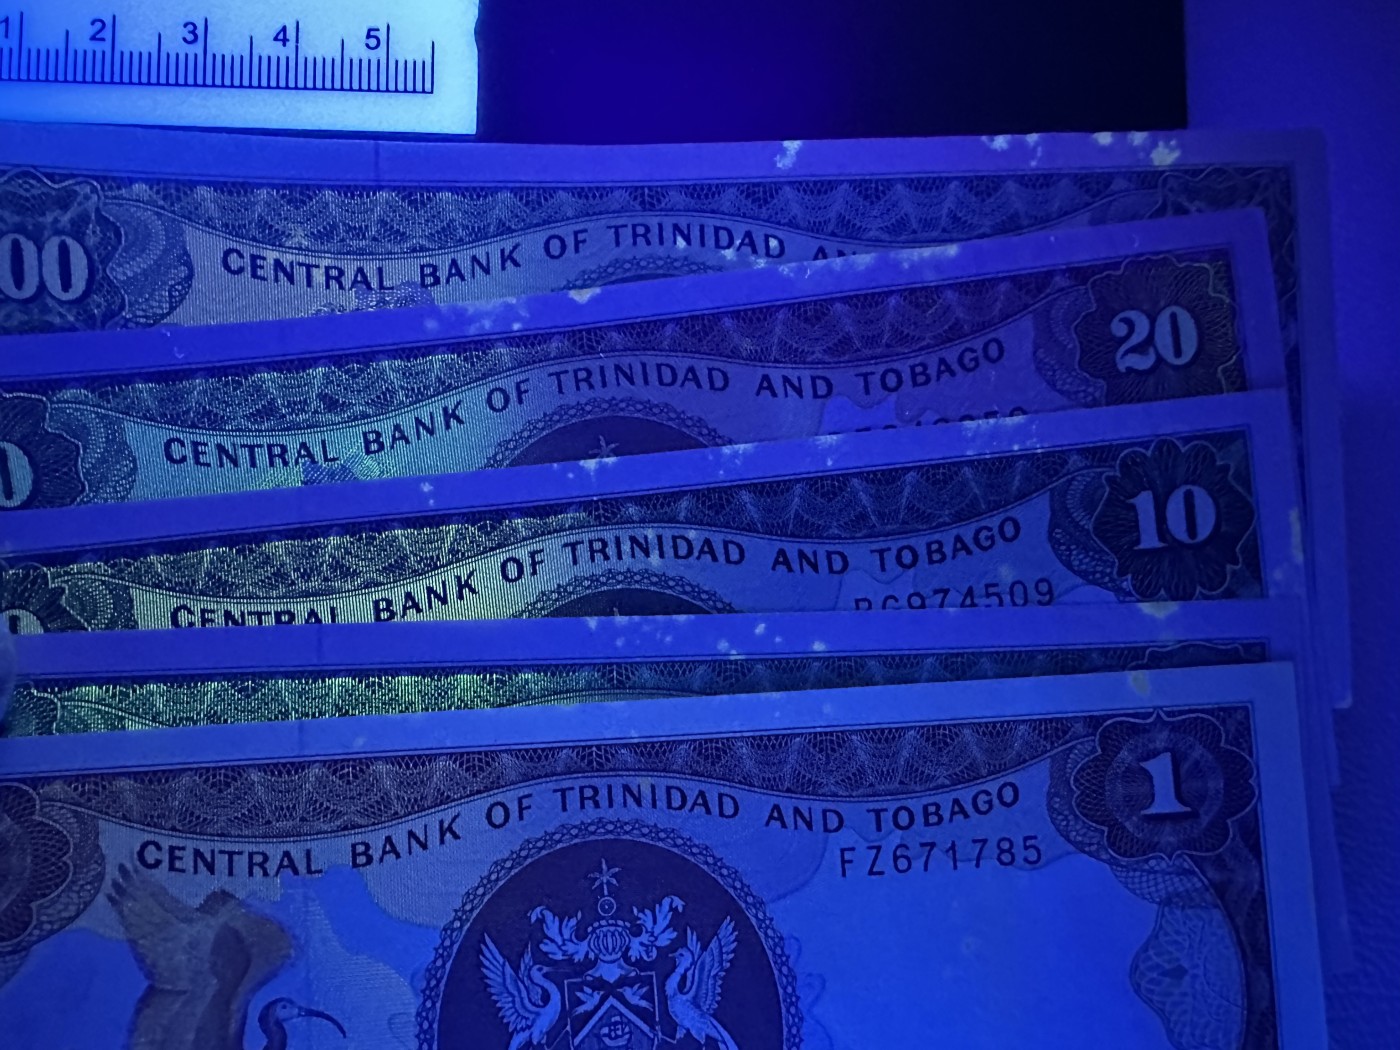 1 2 3 4 5
00
CENTRAL BANK OF TRINIDAD
20
CENTRAL BANK OF TRINIDAD AND TOBAGO
10
CENTRAL BANK OF TRINIDAD AND TOBAGO
974509
1
CENTRAL BANK OF TRINIDAD AND TOBAGO
FZ671785